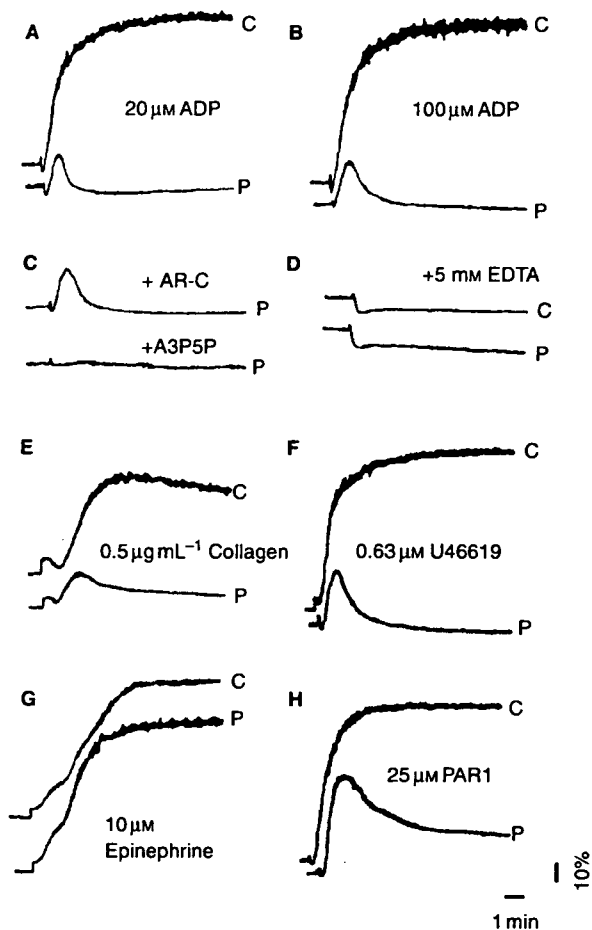 A
C
20 µM ADP
P
B
C
100 µM ADP
P
C
+ AR-C
P
+A3P5P
P
D
+5 mM EDTA
C
P
E
C
0.5 µg mL⁻¹ Collagen
P
F
C
0.63 µM U46619
P
G
C
P
10 µM
Epinephrine
H
C
25 µM PAR1
P
10%
1 min